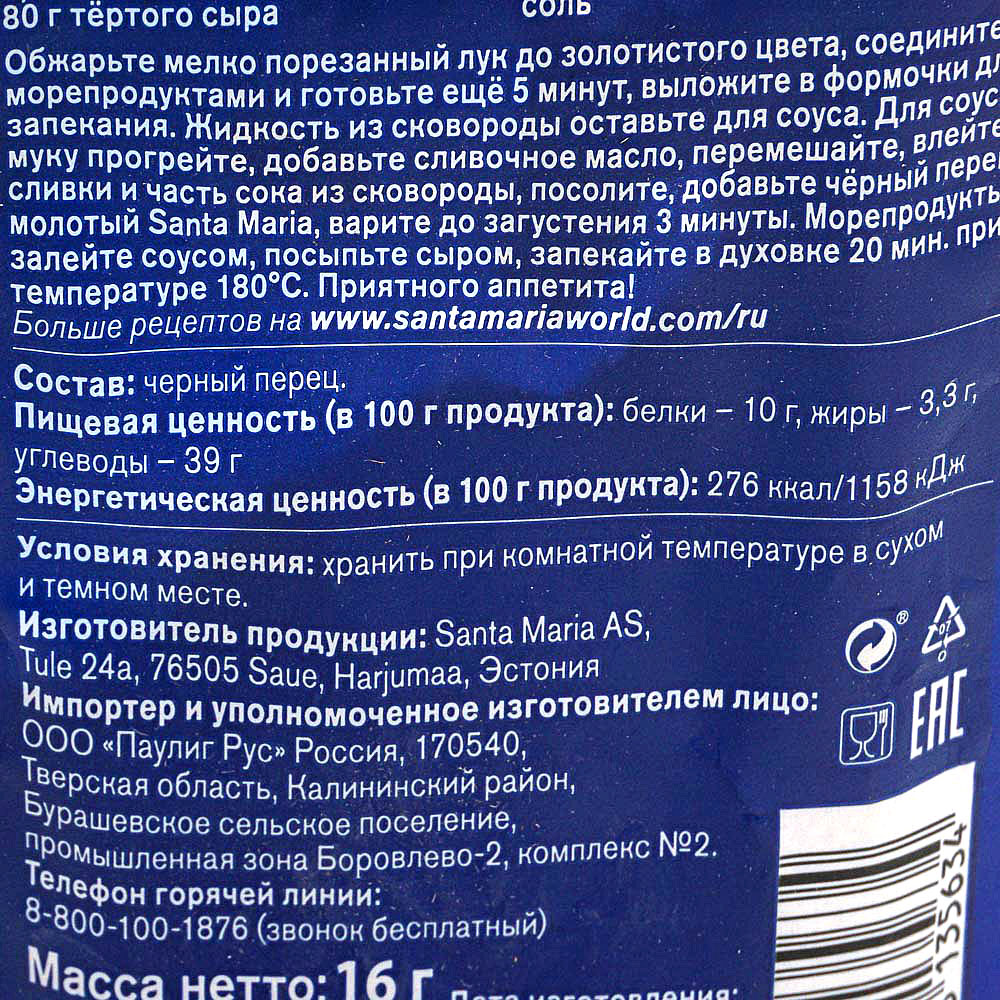 80 г тёртого сыра
соль
Обжарьте мелко порезанный лук до золотистого цвета, соедините
морепродуктами и готовьте ещё 5 минут, выложите в формочки
запекания. Жидкость из сковороды оставьте для соуса. Для
муку прогрейте, добавьте сливочное масло, перемешайте, влейте
сливки и часть сока из сковороды, посолите, добавьте чёрный
молотый Santa Maria, варите до загустения 3 минуты. Морепродукты
залейте соусом, посыпьте сыром, запекайте в духовке 20 мин. при
температуре 180°C. Приятного аппетита!
Больше рецептов на www.santamariaworld.com/ru
Состав: черный перец.
Пищевая ценность (в 100 г продукта): белки – 10 г, жиры – 3,3 г,
углеводы – 39 г
Энергетическая ценность (в 100 г продукта): 276 ккал/1158 кДж
Условия хранения: хранить при комнатной температуре в сухом
и темном месте.
Изготовитель продукции: Santa Maria AS,
Tule 24a, 76505 Saue, Harjumaa, Эстония
Импортер и уполномоченное изготовителем лицо:
ООО «Паулиг Рус» Россия, 170540,
Тверская область, Калининский район,
Бурашевское сельское поселение,
промышленная зона Боровлево-2, комплекс №2.
Телефон горячей линии:
8-800-100-1876 (звонок бесплатный)
Масса нетто: 16 г
Дата изготовления:
®
07
O
EAC
135634